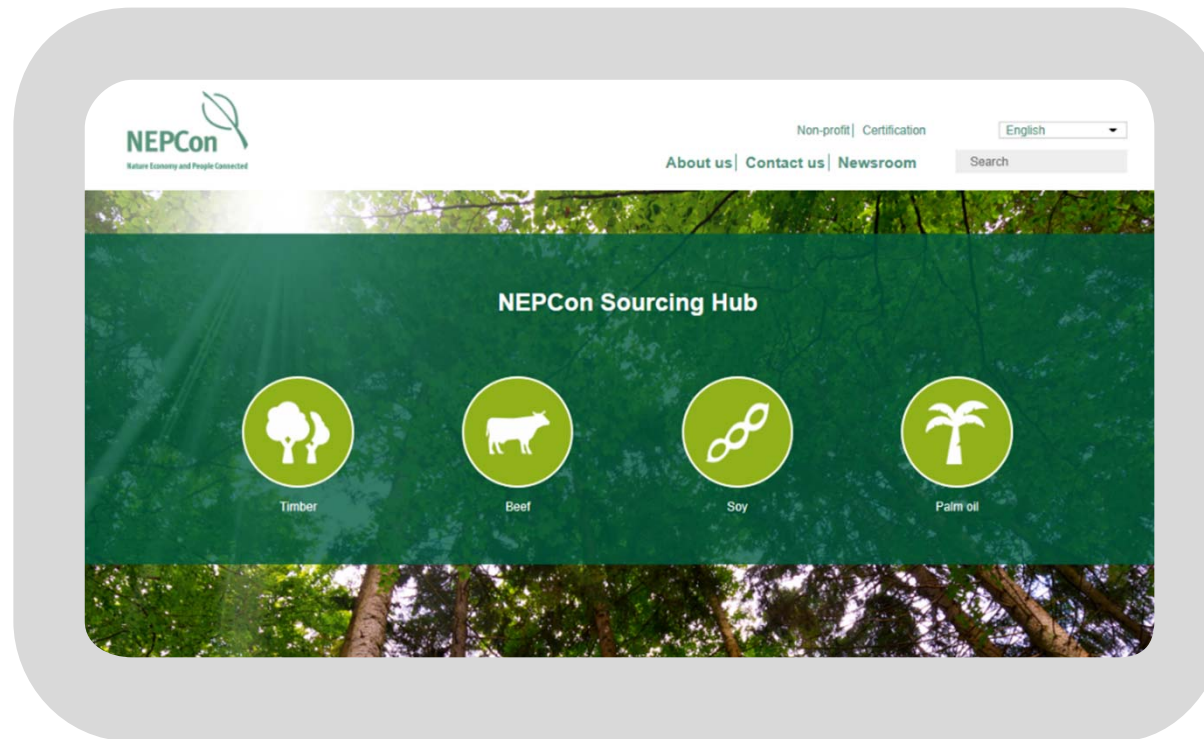 NEPCon
Nature Economy and People Connected
Non-profit| Certification
English
About us| Contact us| Newsroom
Search
NEPCon Sourcing Hub
Timber
Beef
Soy
Palm oil